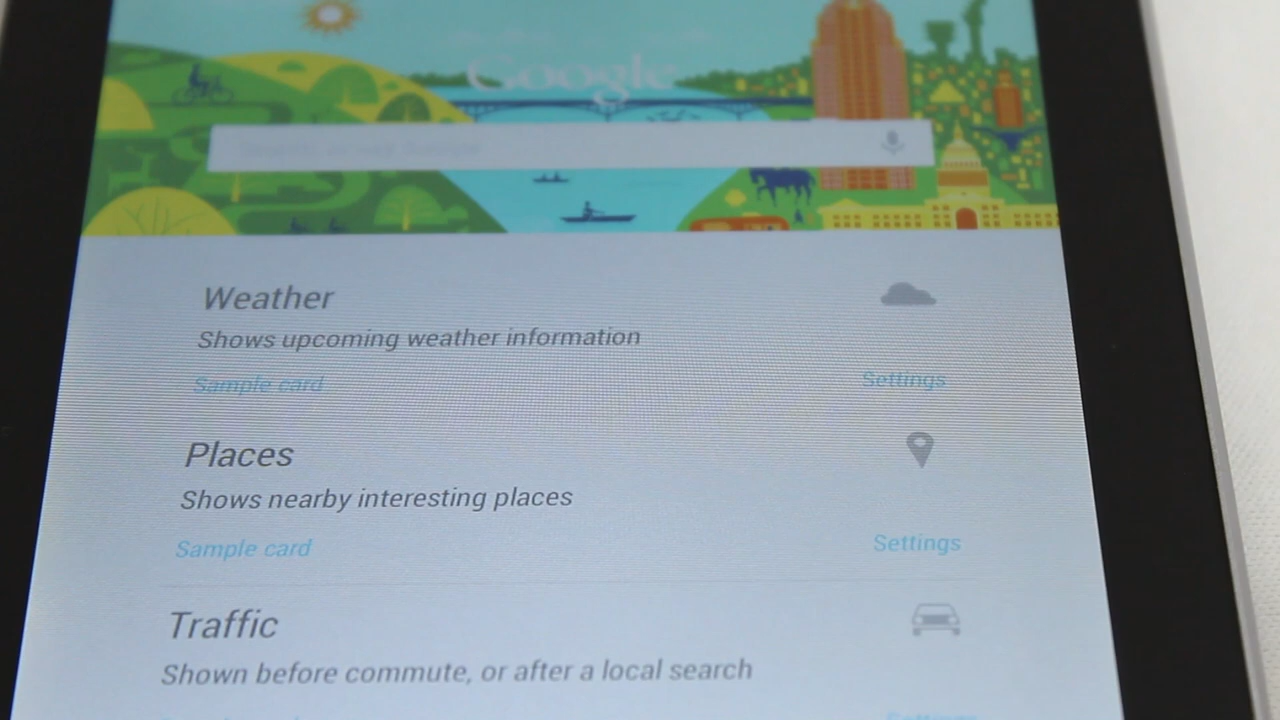 Google
Weather
Shows upcoming weather information
Sample card Settings
Places
Shows nearby interesting places
Sample card Settings
Traffic
Shown before commute, or after a local search
Settings